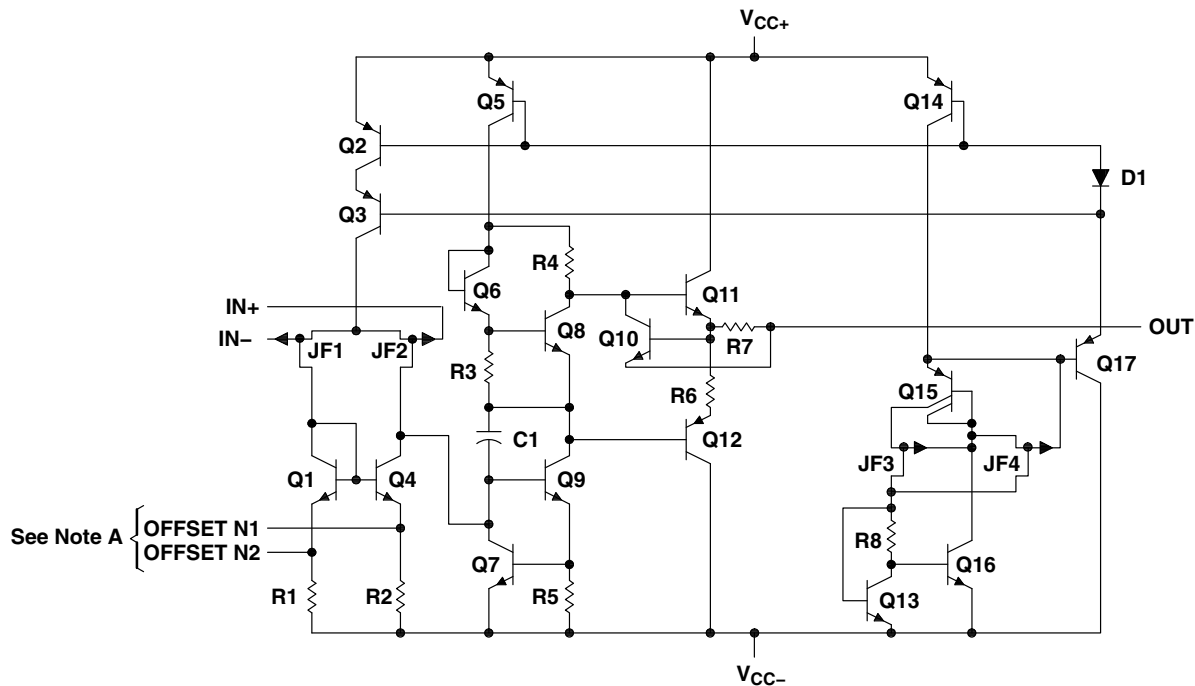 VCC+
Q5
Q14
Q2
D1
Q3
R4
Q6
Q11
IN+
Q8
Q10
OUT
IN−
JF1
JF2
R7
Q17
R3
Q15
R6
C1
Q12
JF3
JF4
Q1
Q4
Q9
See Note A
OFFSET N1
OFFSET N2
R8
Q7
Q16
R1
R2
R5
Q13
VCC−